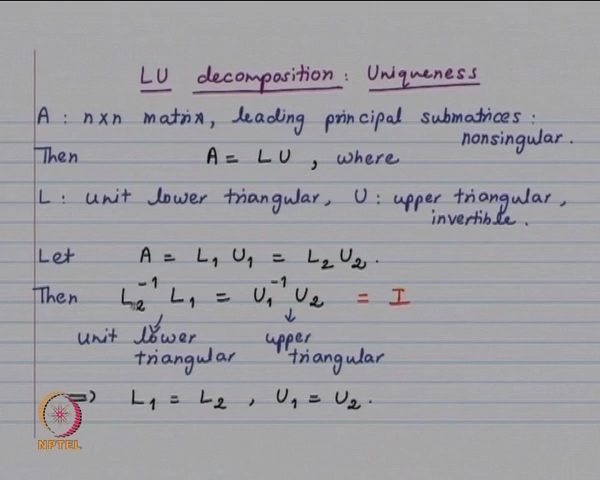 LU decomposition : Uniqueness
A : n x n matrix, leading principal submatrices :
nonsingular.
Then A = L U , where
L : unit lower triangular, U : upper triangular,
invertible.
Let A = L₁ U₁ = L₂ U₂ .
Then L₂⁻¹ L₁ = U₁⁻¹ U₂ = I
unit lower triangular
upper triangular
⟹ L₁ = L₂ , U₁ = U₂ .
NPTEL